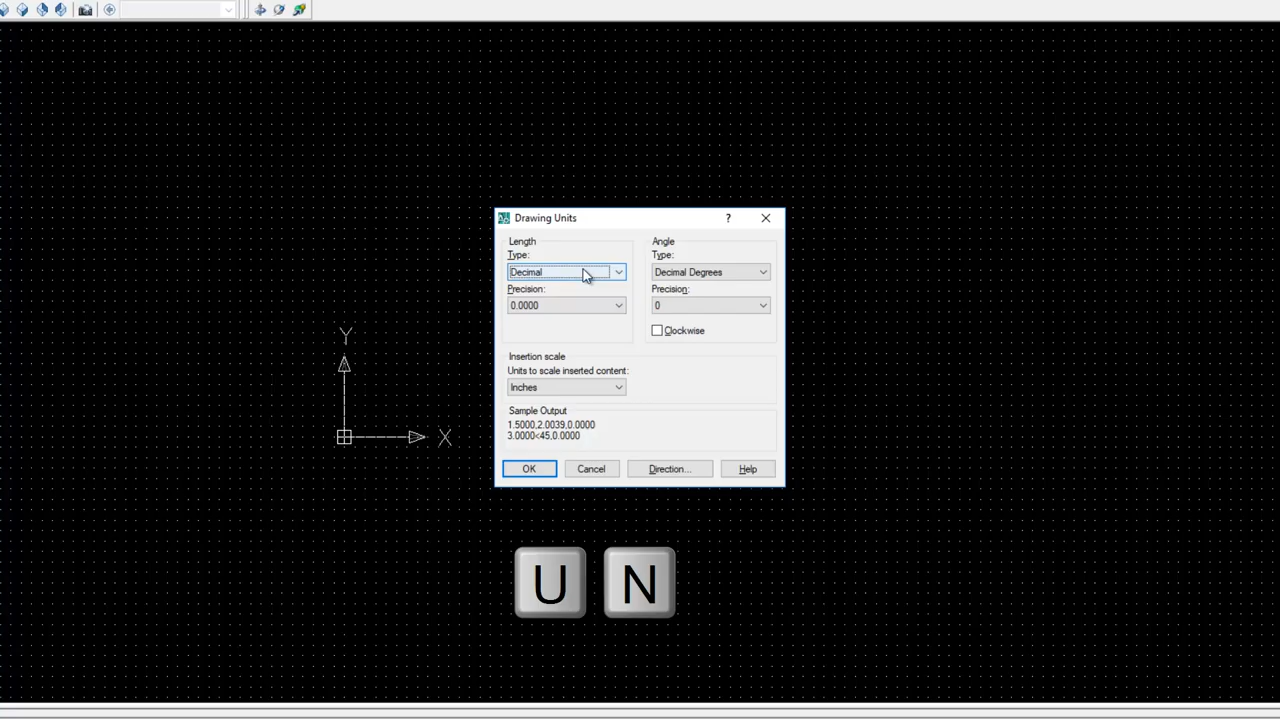 Drawing Units
?
Length
Type:
Decimal
Precision:
0.0000
Angle
Type:
Decimal Degrees
Precision:
0
Clockwise
Insertion scale
Units to scale inserted content:
Inches
Sample Output
1.5000,2.0039,0.0000
3.0000<45,0.0000
OK Cancel Direction... Help
Y
X
U N